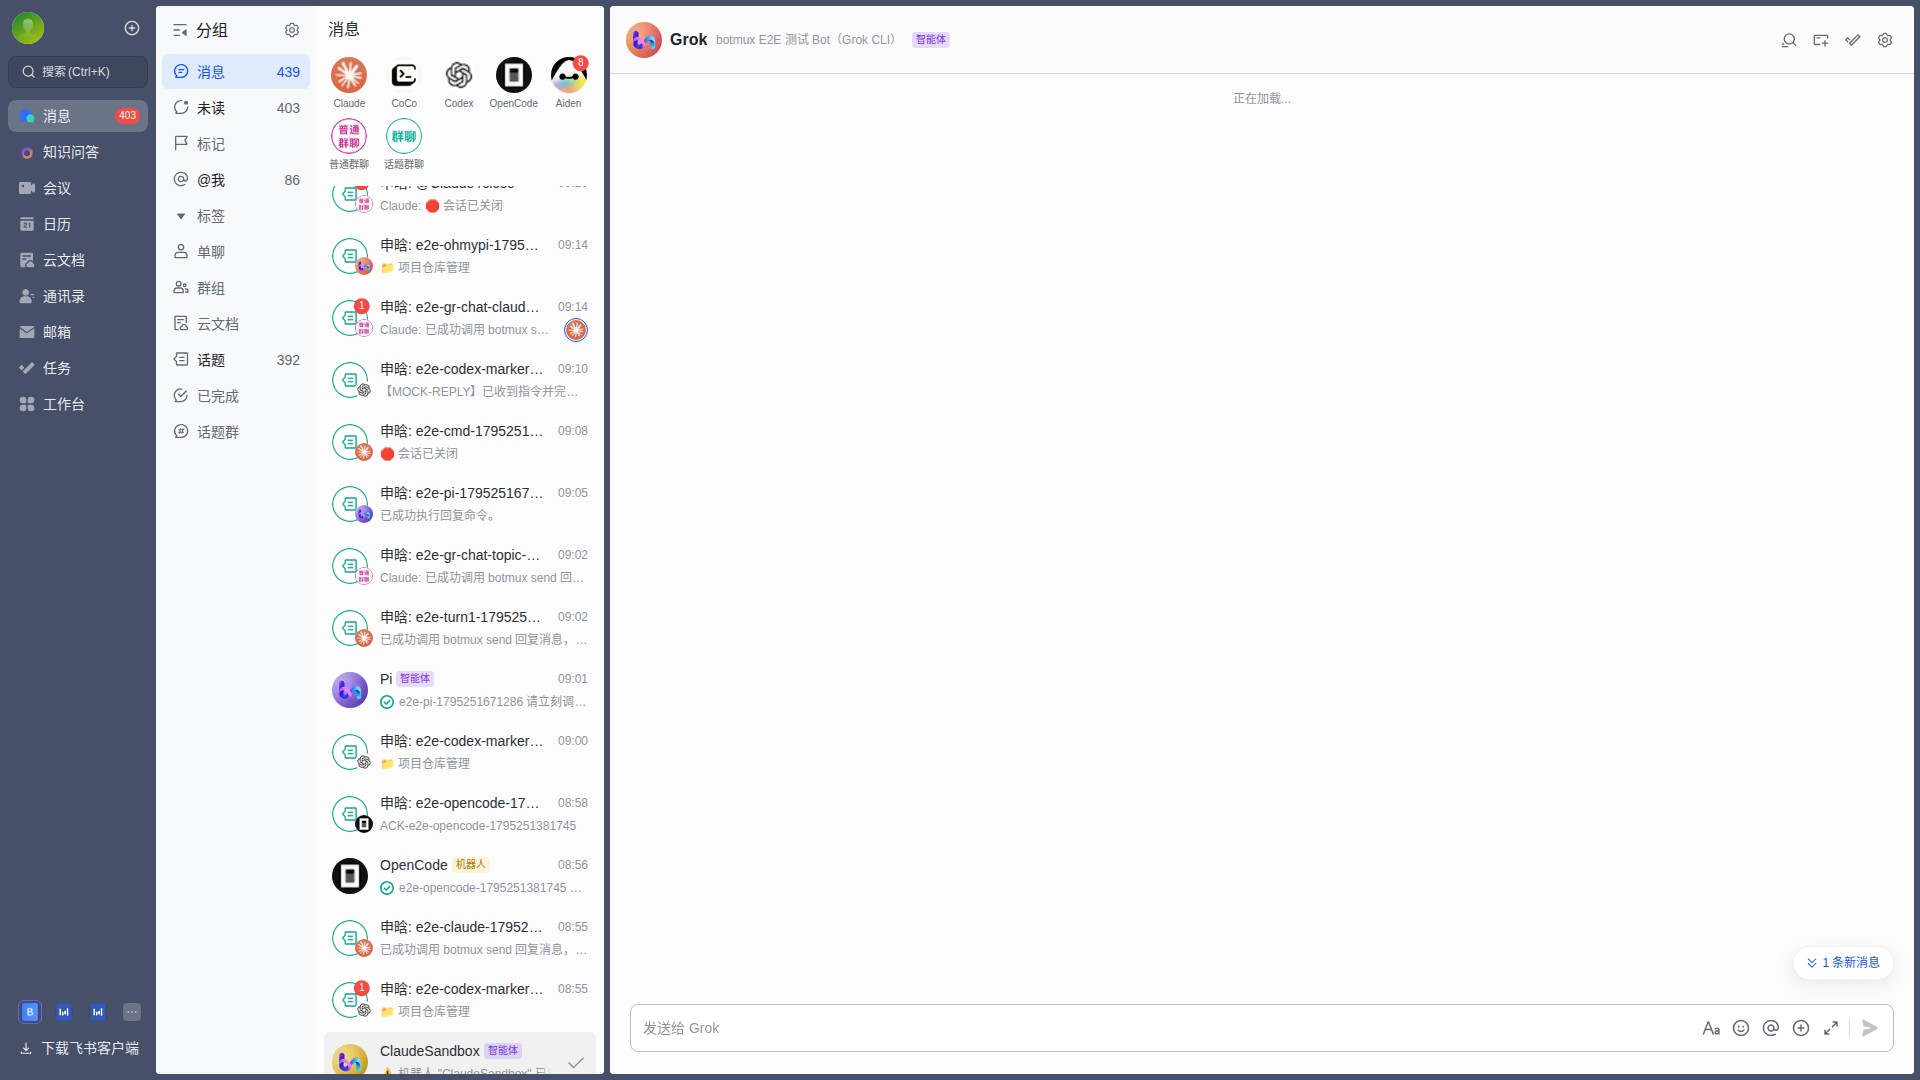 搜索 (Ctrl+K)
消息 403
知识问答
会议
日历
云文档
通讯录
邮箱
任务
工作台
B
下载飞书客户端
分组
消息 439
未读 403
标记
@我 86
标签
单聊
群组
云文档
话题 392
已完成
话题群
消息
8
Claude CoCo Codex OpenCode Aiden
普通群聊 群聊
普通群聊 话题群聊
Claude: 🛑 会话已关闭
申晗: e2e-ohmypi-1795… 09:14
📁 项目仓库管理
1
申晗: e2e-gr-chat-claud… 09:14
Claude: 已成功调用 botmux s…
申晗: e2e-codex-marker… 09:10
【MOCK-REPLY】已收到指令并完…
申晗: e2e-cmd-1795251… 09:08
🛑 会话已关闭
申晗: e2e-pi-179525167… 09:05
已成功执行回复命令。
申晗: e2e-gr-chat-topic-… 09:02
Claude: 已成功调用 botmux send 回…
申晗: e2e-turn1-179525… 09:02
已成功调用 botmux send 回复消息，…
Pi 智能体 09:01
e2e-pi-1795251671286 请立刻调…
申晗: e2e-codex-marker… 09:00
📁 项目仓库管理
申晗: e2e-opencode-17… 08:58
ACK-e2e-opencode-1795251381745
OpenCode 机器人 08:56
e2e-opencode-1795251381745 …
申晗: e2e-claude-17952… 08:55
已成功调用 botmux send 回复消息，…
1
申晗: e2e-codex-marker… 08:55
📁 项目仓库管理
ClaudeSandbox 智能体
⚠ 机器人 "ClaudeSandbox" 已
Grok botmux E2E 测试 Bot（Grok CLI） 智能体
正在加载...
1 条新消息
发送给 Grok
Aa